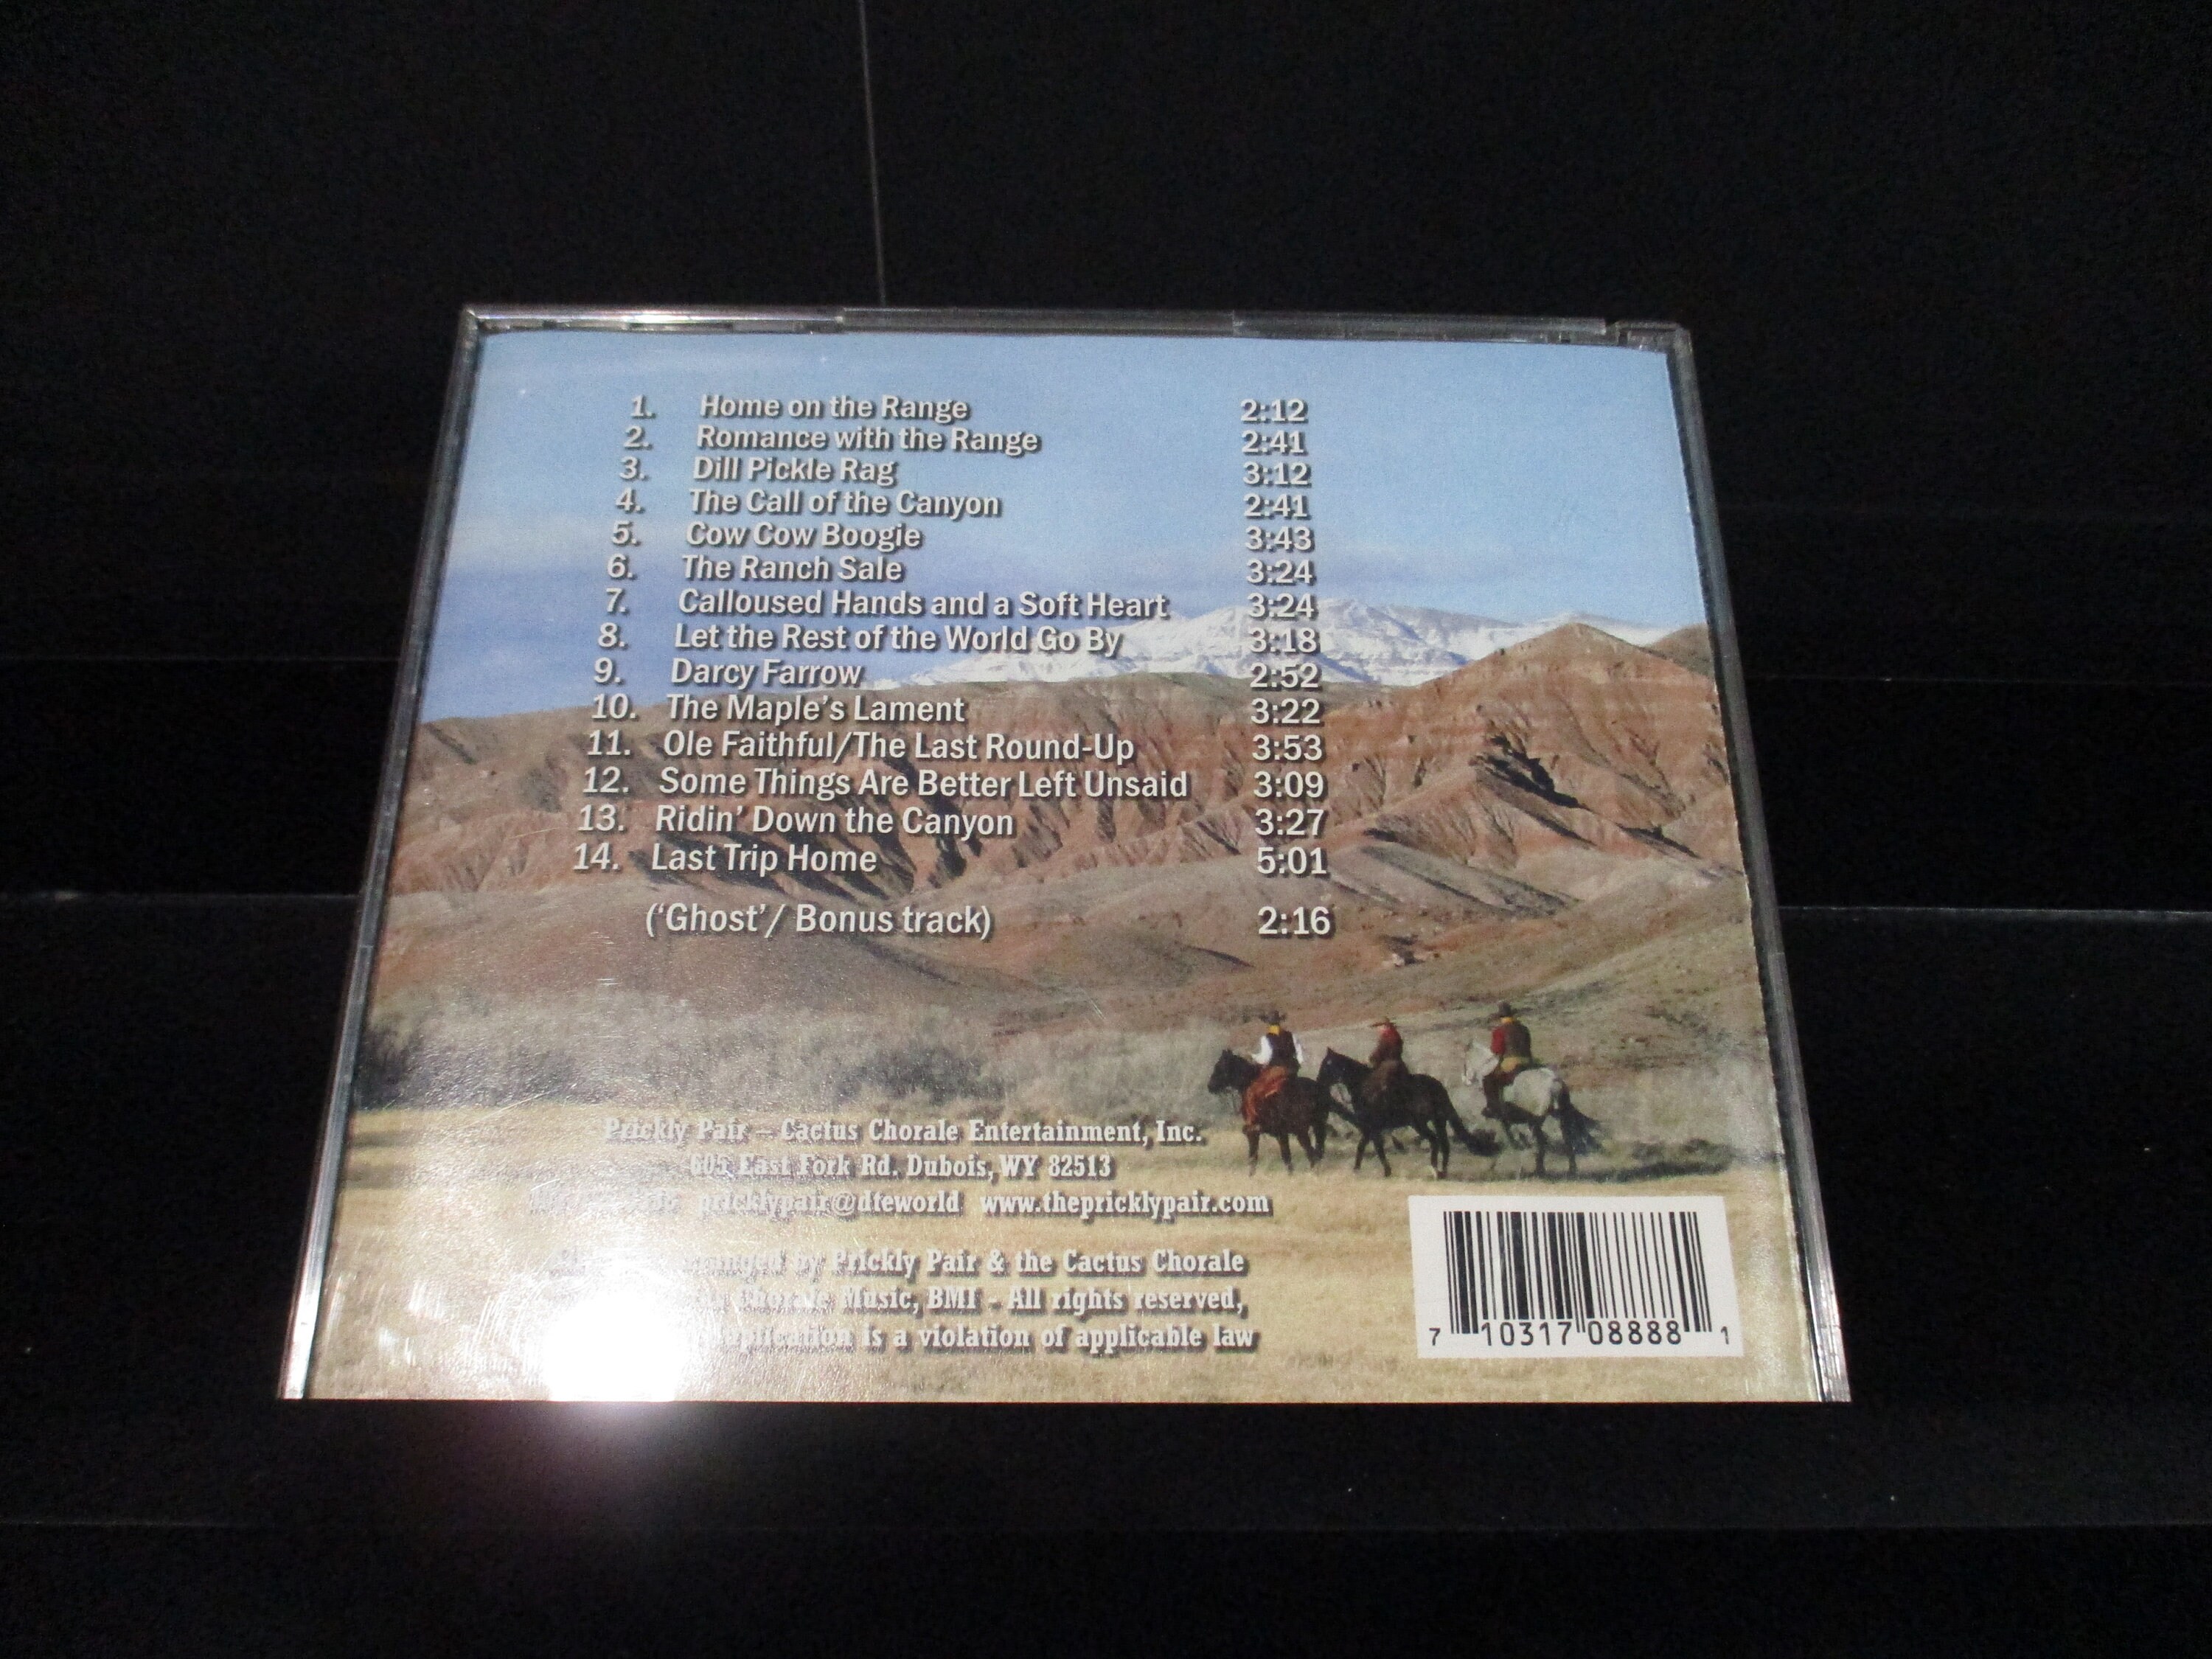 1. Home on the Range 2:12
2. Romance with the Range 2:41
3. Dill Pickle Rag 3:12
4. The Call of the Canyon 2:41
5. Cow Cow Boogie 3:43
6. The Ranch Sale 3:24
7. Calloused Hands and a Soft Heart 3:24
8. Let the Rest of the World Go By 3:18
9. Darcy Farrow 2:52
10. The Maple's Lament 3:22
11. Ole Faithful/The Last Round-Up 3:53
12. Some Things Are Better Left Unsaid 3:09
13. Ridin' Down the Canyon 3:27
14. Last Trip Home 5:01
('Ghost'/ Bonus track) 2:16
Prickly Pair – Cactus Chorale Entertainment, Inc.
605 East Fork Rd. Dubois, WY 82513
pricklypair@dteworld www.thepricklypair.com
by Prickly Pair & the Cactus Chorale
Chorale Music, BMI - All rights reserved,
is a violation of applicable law
7 10317 08888 1